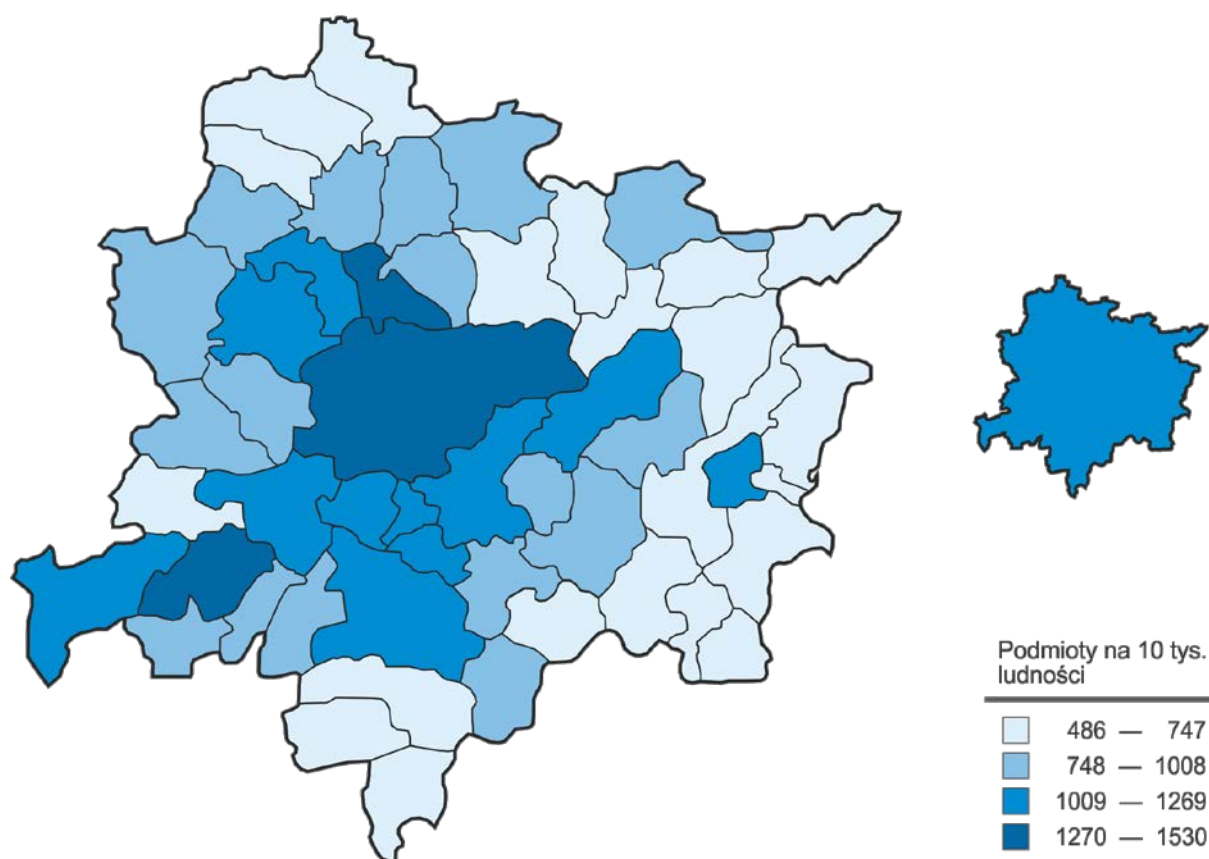 Podmioty na 10 tys.
ludności
486 — 747
748 — 1008
1009 — 1269
1270 — 1530